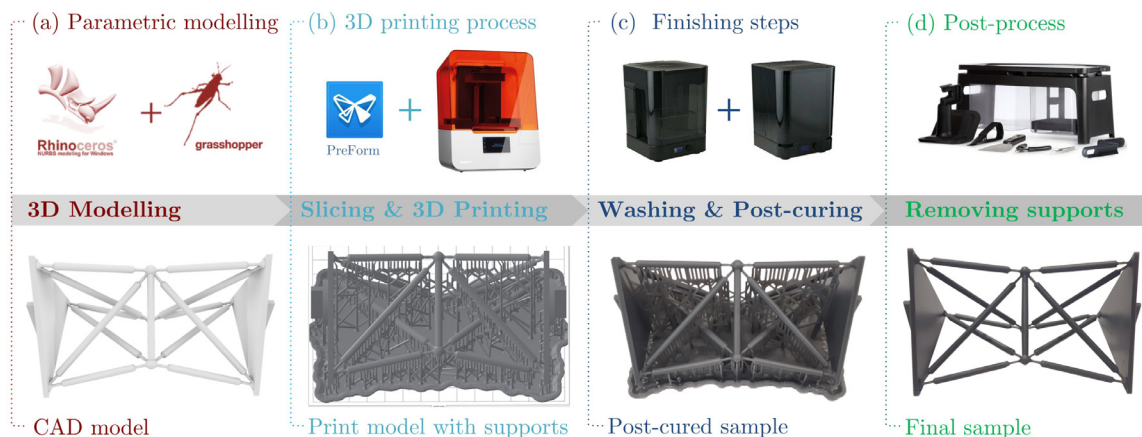 (a) Parametric modelling
(b) 3D printing process
(c) Finishing steps
(d) Post-process
Rhinoceros
NURBS modeling for Windows
+
grasshopper
PreForm
+
+
3D Modelling
Slicing & 3D Printing
Washing & Post-curing
Removing supports
CAD model
Print model with supports
Post-cured sample
Final sample